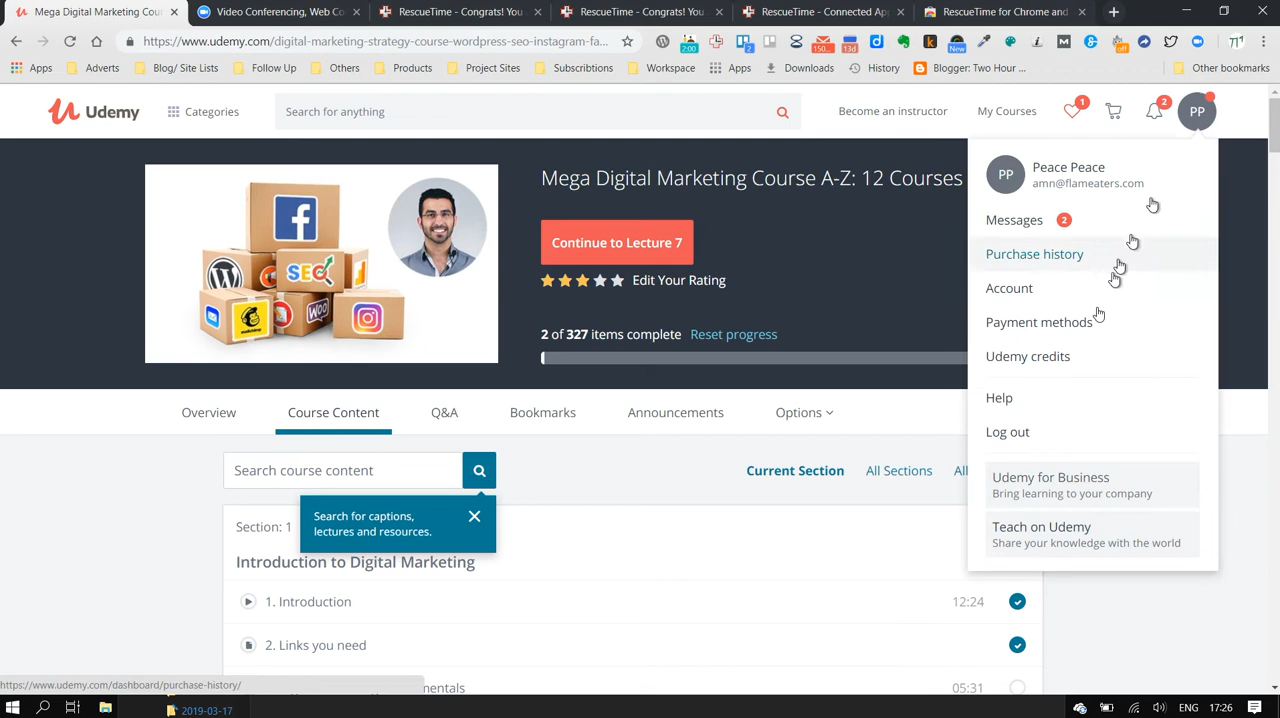 Mega Digital Marketing Cou
Video Conferencing, Web Co
RescueTime - Congrats! You
RescueTime - Congrats! You
RescueTime - Connected App
RescueTime for Chrome and
https://www.udemy.com/digital-marketing-strategy-course-wordpress-seo-instagram-fa...
Apps
Adverts
Blog/ Site Lists
Follow Up
Others
Products
Project Sites
Subscribtions
Workspace
Apps
Downloads
History
Blogger: Two Hour ...
Other bookmarks
Udemy
Categories
Search for anything
Become an instructor
My Courses
1
2
PP
PP
Peace Peace
amn@flameaters.com
Messages 2
Purchase history
Account
Payment methods
Udemy credits
Help
Log out
Udemy for Business
Bring learning to your company
Teach on Udemy
Share your knowledge with the world
SEO
WOO
Mega Digital Marketing Course A-Z: 12 Courses
Continue to Lecture 7
Edit Your Rating
2 of 327 items complete Reset progress
Overview
Course Content
Q&A
Bookmarks
Announcements
Options
Search course content
Current Section
All Sections
All
Search for captions,
lectures and resources.
Section: 1
Introduction to Digital Marketing
1. Introduction
12:24
2. Links you need
mentals
05:31
https://www.udemy.com/dashboard/purchase-history/
2019-03-17
ENG
17:26